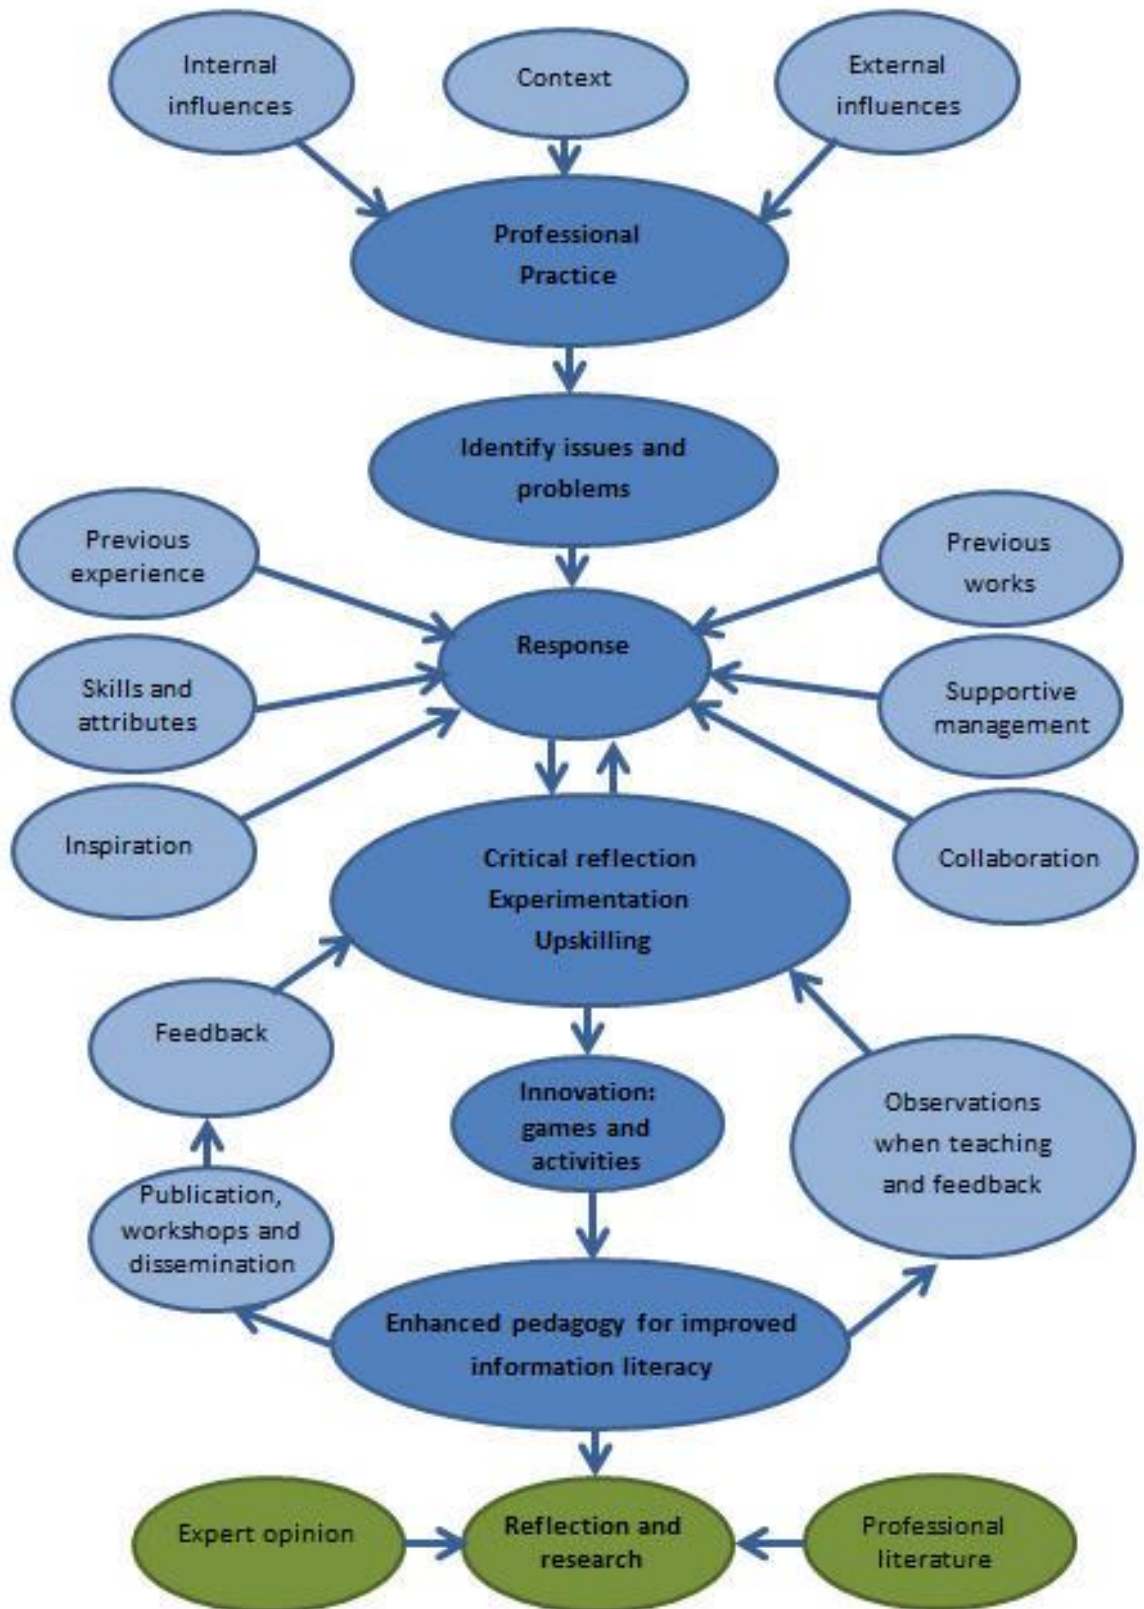 Internal
influences
Context
External
influences
Professional
Practice
Identify issues and
problems
Previous
experience
Previous
works
Response
Skills and
attributes
Supportive
management
Inspiration
Collaboration
Critical reflection
Experimentation
Upskilling
Feedback
Innovation:
games and
activities
Observations
when teaching
and feedback
Publication,
workshops and
dissemination
Enhanced pedagogy for improved
information literacy
Expert opinion
Reflection and
research
Professional
literature